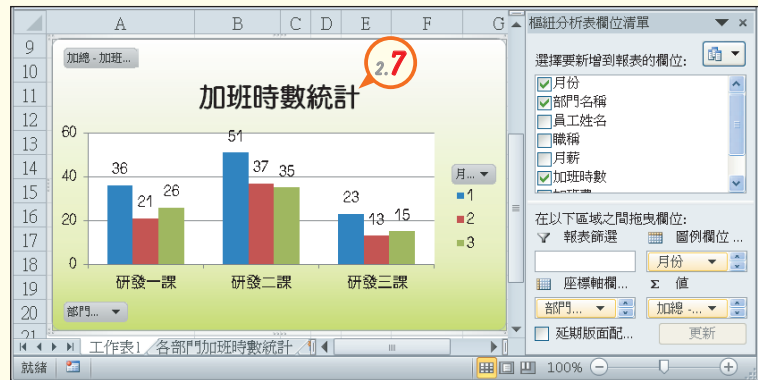 A B C D E F G
9
10
11
12
13
14
15
16
17
18
19
20
21
加總 - 加班...
2.7
加班時數統計
60
40
20
0
36 21 26
51 37 35
23 13 15
研發一課 研發二課 研發三課
月...
1
2
3
部門...
工作表1 各部門加班時數統計
就緒
100%
樞紐分析表欄位清單
選擇要新增到報表的欄位:
月份
部門名稱
員工姓名
職稱
月薪
加班時數
在以下區域之間拖曳欄位:
報表篩選 圖例欄位 ...
月份
座標軸欄... Σ 值
部門... 加總 -...
延期版面配... 更新